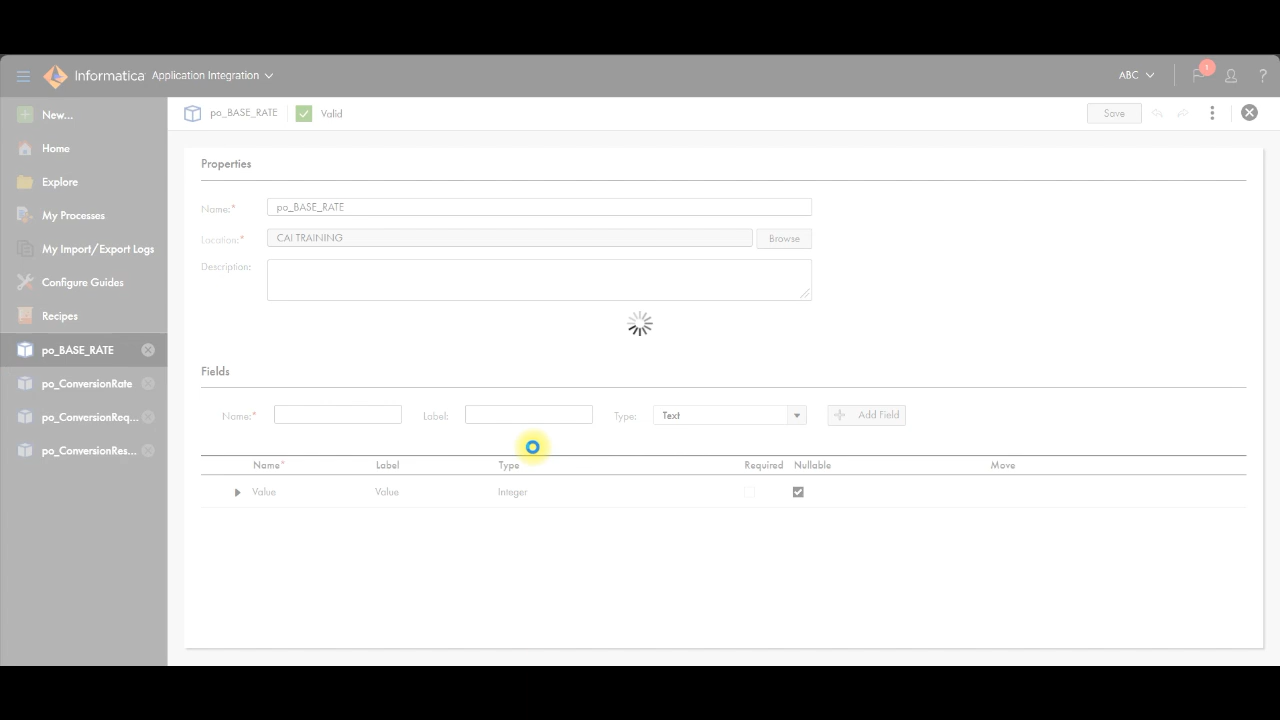 Informatica Application Integration
ABC
1
?
New...
Home
Explore
My Processes
My Import/Export Logs
Configure Guides
Recipes
po_BASE_RATE
po_ConversionRate
po_ConversionReq...
po_ConversionRes...
po_BASE_RATE
Valid
Save
Properties
Name:* po_BASE_RATE
Location:* CAI TRAINING Browse
Description:
Fields
Name:* Label: Type: Text Add Field
Name* Label Type Required Nullable Move
Value Value Integer